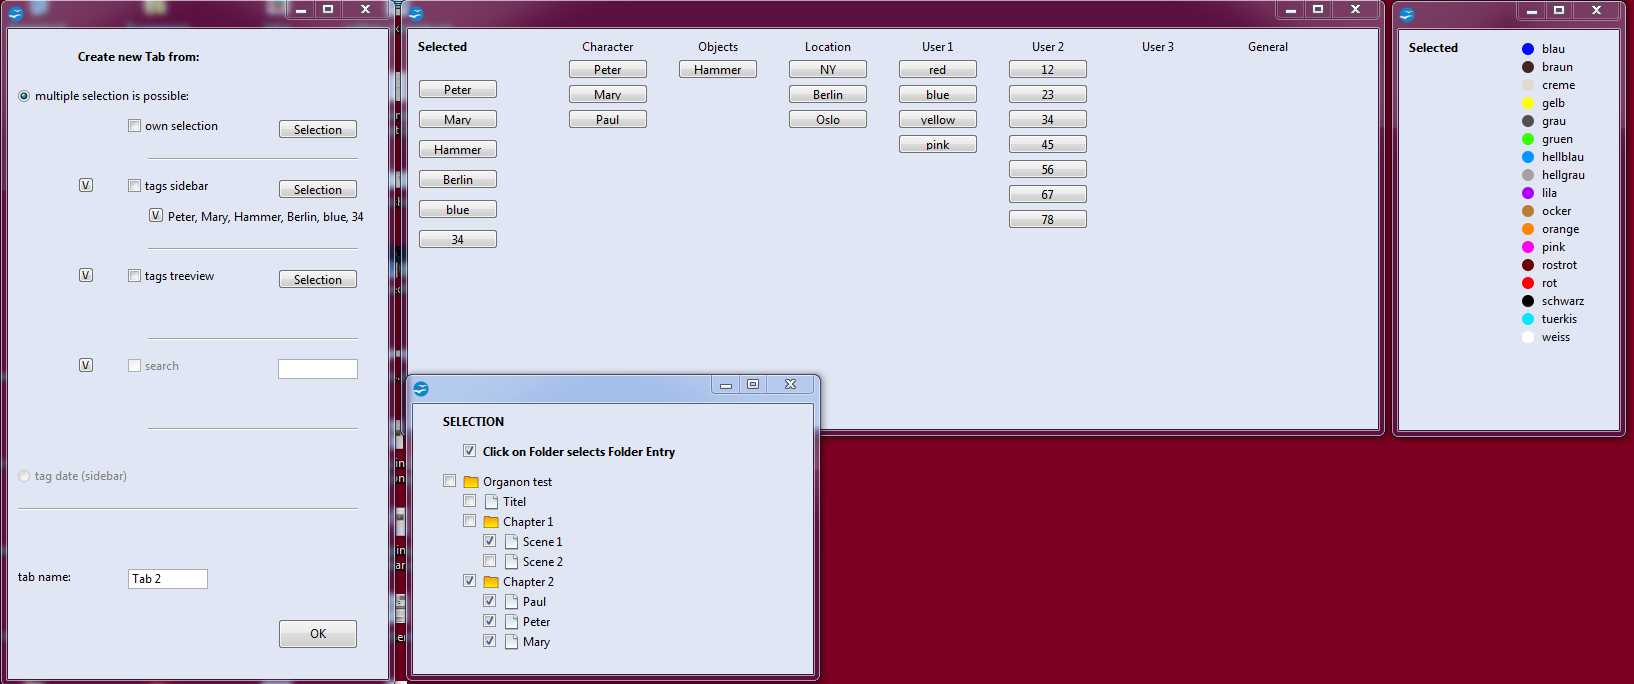 Create new Tab from:
multiple selection is possible:
own selection
Selection
V
tags sidebar
Selection
V
Peter, Mary, Hammer, Berlin, blue, 34
V
tags treeview
Selection
V
search
tag date (sidebar)
tab name:
Tab 2
OK
Selected
Peter
Mary
Hammer
Berlin
blue
34
Character
Peter
Mary
Paul
Objects
Hammer
Location
NY
Berlin
Oslo
User 1
red
blue
yellow
pink
User 2
12
23
34
45
56
67
78
User 3
General
SELECTION
Click on Folder selects Folder Entry
Organon test
Titel
Chapter 1
Scene 1
Scene 2
Chapter 2
Paul
Peter
Mary
Selected
blau
braun
creme
gelb
grau
gruen
hellblau
hellgrau
lila
ocker
orange
pink
rostrot
rot
schwarz
tuerkis
weiss